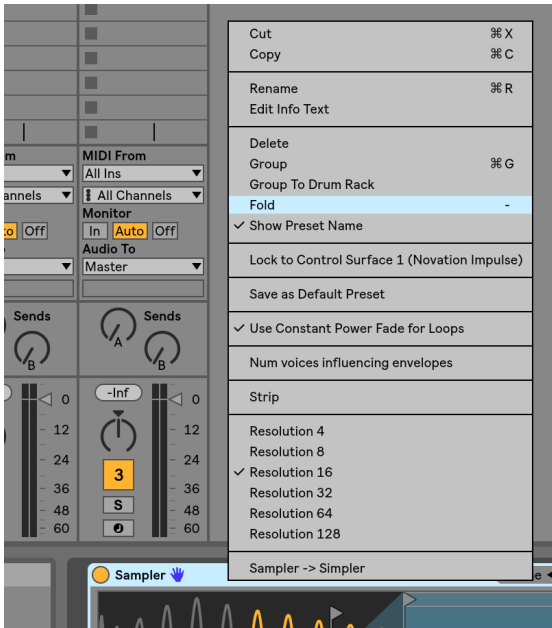 Cut ⌘ X
Copy ⌘ C
Rename ⌘ R
Edit Info Text
Delete
Group ⌘ G
Group To Drum Rack
Fold -
✓ Show Preset Name
Lock to Control Surface 1 (Novation Impulse)
Save as Default Preset
✓ Use Constant Power Fade for Loops
Num voices influencing envelopes
Strip
Resolution 4
Resolution 8
✓ Resolution 16
Resolution 32
Resolution 64
Resolution 128
Sampler -> Simpler
MIDI From
All Ins
All Channels
Monitor
In Auto Off
Audio To
Master
Off
Sends
B
Sends
A
B
0
12
24
36
48
60
-Inf
3
S
0
12
24
36
48
60
Sampler